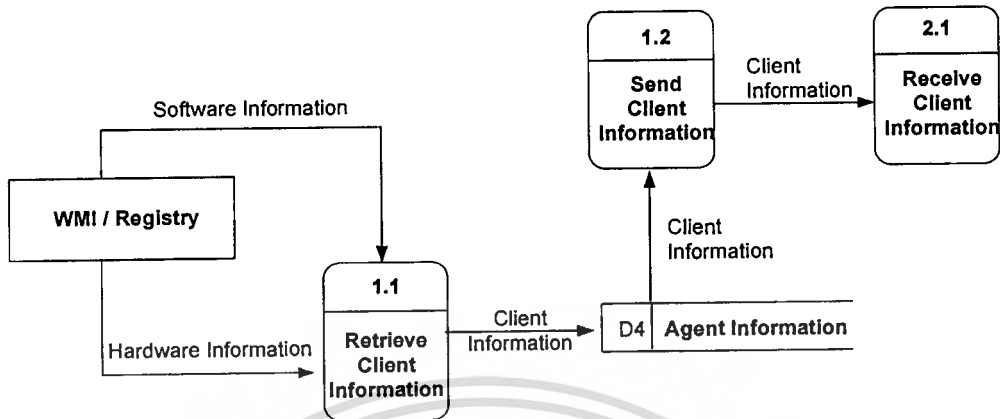 1.2
Send
Client
Information
Client
Information
2.1
Receive
Client
Information
Software Information
WMI / Registry
Client
Information
1.1
Retrieve
Client
Information
Hardware Information
Client
Information
D4 Agent Information